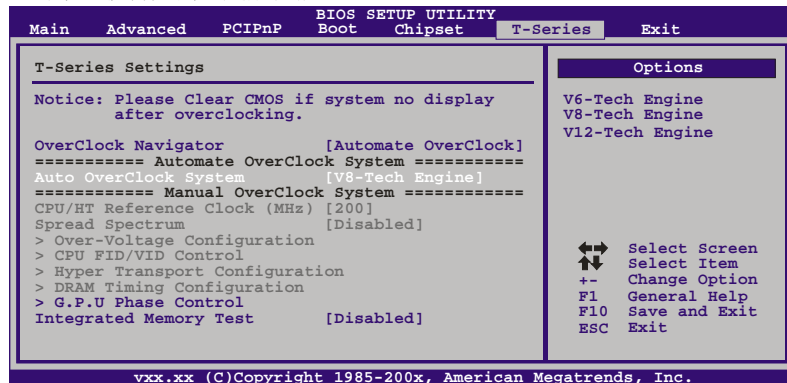 BIOS SETUP UTILITY
Main Advanced PCIPnP Boot Chipset T-Series Exit
T-Series Settings
Notice: Please Clear CMOS if system no display
after overclocking.
OverClock Navigator [Automate OverClock]
=========== Automate OverClock System ===========
Auto OverClock System [V8-Tech Engine]
============ Manual OverClock System ============
CPU/HT Reference Clock (MHz) [200]
Spread Spectrum [Disabled]
> Over-Voltage Configuration
> CPU FID/VID Control
> Hyper Transport Configuration
> DRAM Timing Configuration
> G.P.U Phase Control
Integrated Memory Test [Disabled]
Options
V6-Tech Engine
V8-Tech Engine
V12-Tech Engine
Select Screen
Select Item
+- Change Option
F1 General Help
F10 Save and Exit
ESC Exit
vxx.xx (C)Copyright 1985-200x, American Megatrends, Inc.